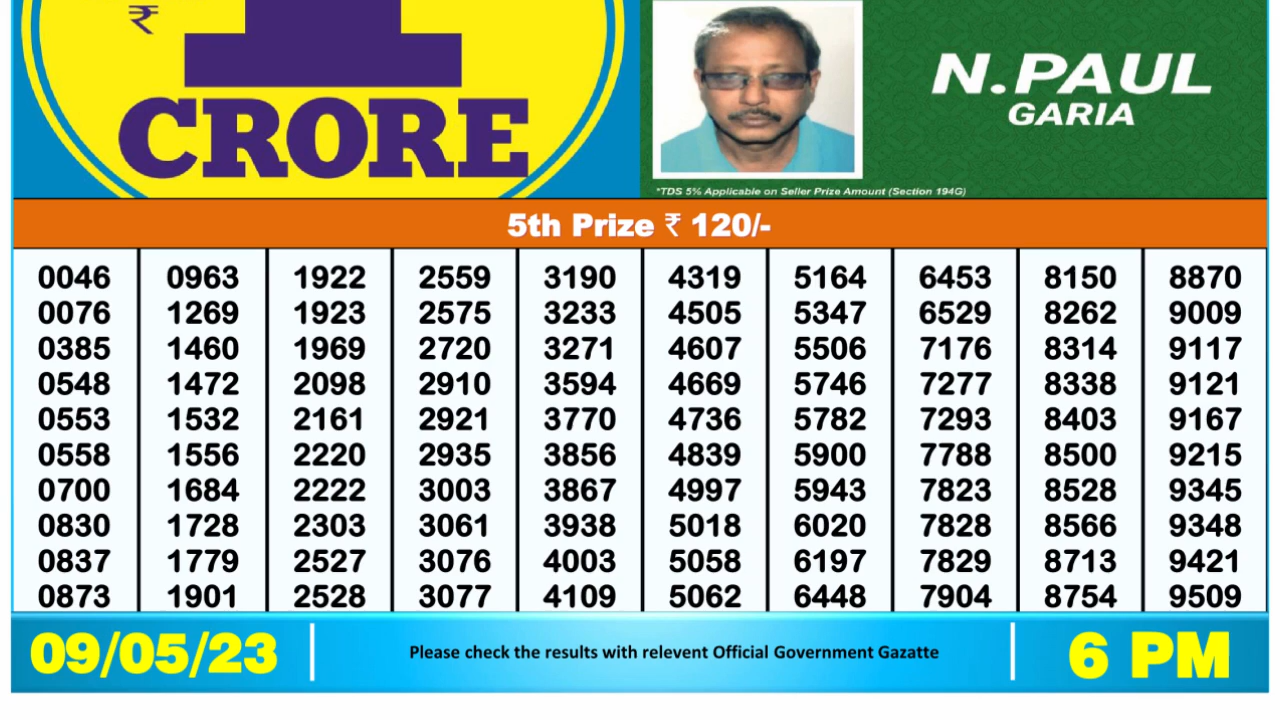 ₹
CRORE
N.PAUL
GARIA
*TDS 5% Applicable on Seller Prize Amount (Section 194G)
5th Prize ₹ 120/-
0046 0963 1922 2559 3190 4319 5164 6453 8150 8870
0076 1269 1923 2575 3233 4505 5347 6529 8262 9009
0385 1460 1969 2720 3271 4607 5506 7176 8314 9117
0548 1472 2098 2910 3594 4669 5746 7277 8338 9121
0553 1532 2161 2921 3770 4736 5782 7293 8403 9167
0558 1556 2220 2935 3856 4839 5900 7788 8500 9215
0700 1684 2222 3003 3867 4997 5943 7823 8528 9345
0830 1728 2303 3061 3938 5018 6020 7828 8566 9348
0837 1779 2527 3076 4003 5058 6197 7829 8713 9421
0873 1901 2528 3077 4109 5062 6448 7904 8754 9509
09/05/23
Please check the results with relevent Official Government Gazatte
6 PM